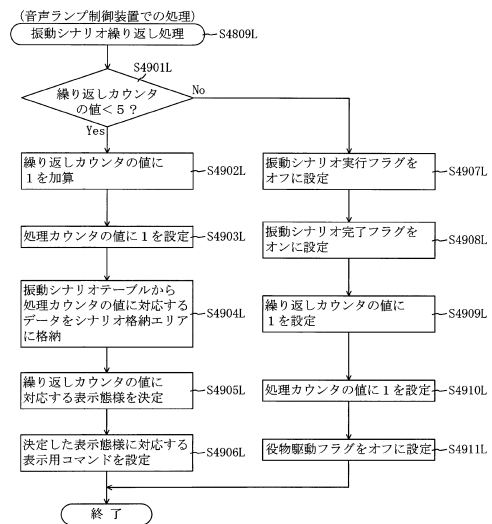 (音声ランプ制御装置での処理)
振動シナリオ繰り返し処理
S4809L
S4901L
繰り返しカウンタ
の値<5?
Yes
No
繰り返しカウンタの値に
1を加算
S4902L
処理カウンタの値に1を設定
S4903L
振動シナリオテーブルから
処理カウンタの値に対応する
データをシナリオ格納エリア
に格納
S4904L
繰り返しカウンタの値に
対応する表示態様を決定
S4905L
決定した表示態様に対応する
表示用コマンドを設定
S4906L
振動シナリオ実行フラグを
オフに設定
S4907L
振動シナリオ完了フラグを
オンに設定
S4908L
繰り返しカウンタの値に
1を設定
S4909L
処理カウンタの値に1を設定
S4910L
役物駆動フラグをオフに設定
S4911L
終了